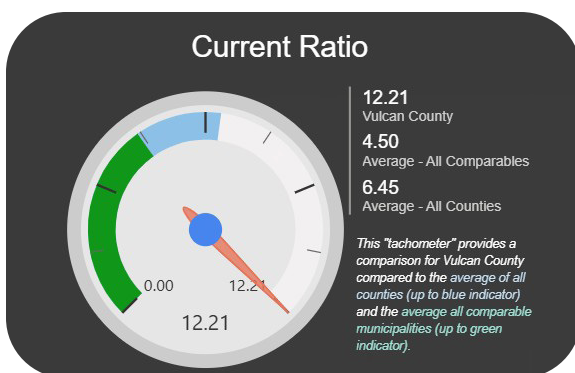 Current Ratio
12.21
Vulcan County
4.50
Average - All Comparables
6.45
Average - All Counties
This "tachometer" provides a
comparison for Vulcan County
compared to the average of all
counties (up to blue indicator)
and the average all comparable
municipalities (up to green
indicator).
0.00
12.21
12.21